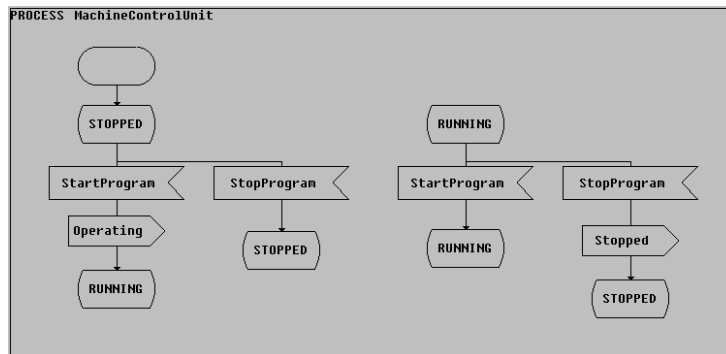 PROCESS MachineControlUnit
STOPPED
StartProgram
StopProgram
Operating
STOPPED
RUNNING
RUNNING
StartProgram
StopProgram
RUNNING
Stopped
STOPPED